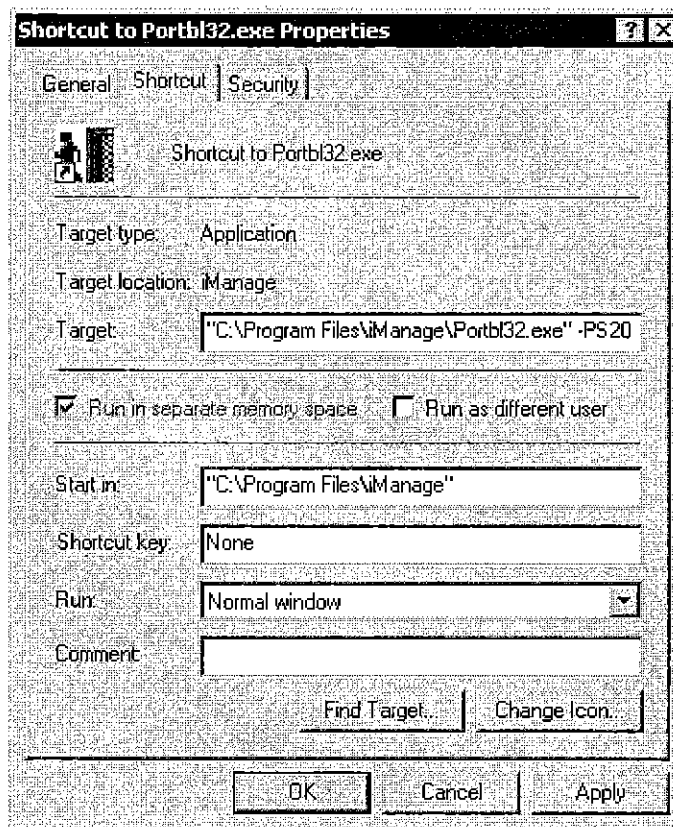 Shortcut to Portbl32.exe Properties
General Shortcut Security
Shortcut to Portbl32.exe
Target type: Application
Target location: iManage
Target: "C:\Program Files\iManage\Portbl32.exe" -PS20
Run in separate memory space Run as different user
Start in: "C:\Program Files\iManage"
Shortcut key: None
Run: Normal window
Comment:
Find Target... Change Icon...
OK Cancel Apply